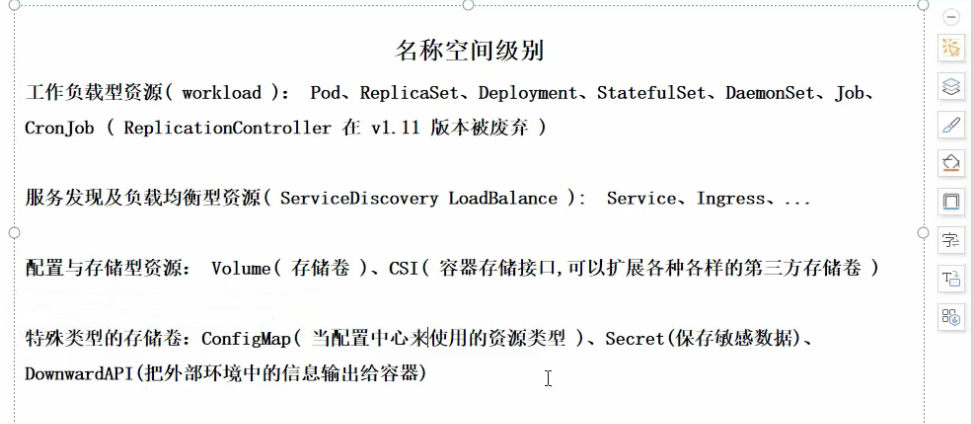 名称空间级别
工作负载型资源( workload ): Pod、ReplicaSet、Deployment、StatefulSet、DaemonSet、Job、
CronJob ( ReplicationController 在 v1.11 版本被废弃 )
服务发现及负载均衡型资源( ServiceDiscovery LoadBalance ): Service、Ingress、...
配置与存储型资源: Volume( 存储卷 )、CSI( 容器存储接口,可以扩展各种各样的第三方存储卷 )
特殊类型的存储卷:ConfigMap( 当配置中心来使用的资源类型 )、Secret(保存敏感数据)、
DownwardAPI(把外部环境中的信息输出给容器)